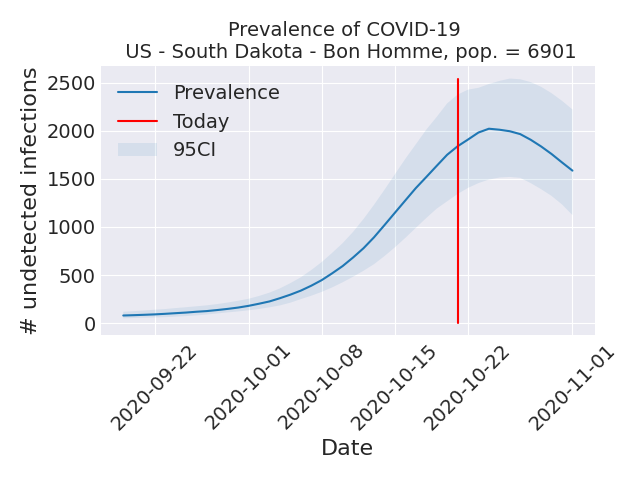 Prevalence of COVID-19
US - South Dakota - Bon Homme, pop. = 6901
Prevalence
Today
95CI
# undetected infections
2500
2000
1500
1000
500
0
2020-09-22
2020-10-01
2020-10-08
2020-10-15
2020-10-22
2020-11-01
Date